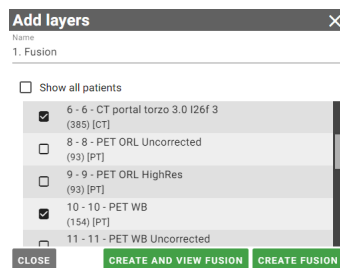 Add layers
Name
1. Fusion
Show all patients
6 - 6 - CT portal torzo 3.0 I26f 3
(385) [CT]
8 - 8 - PET ORL Uncorrected
(93) [PT]
9 - 9 - PET ORL HighRes
(93) [PT]
10 - 10 - PET WB
(154) [PT]
11 - 11 - PET WB Uncorrected
CLOSE
CREATE AND VIEW FUSION
CREATE FUSION